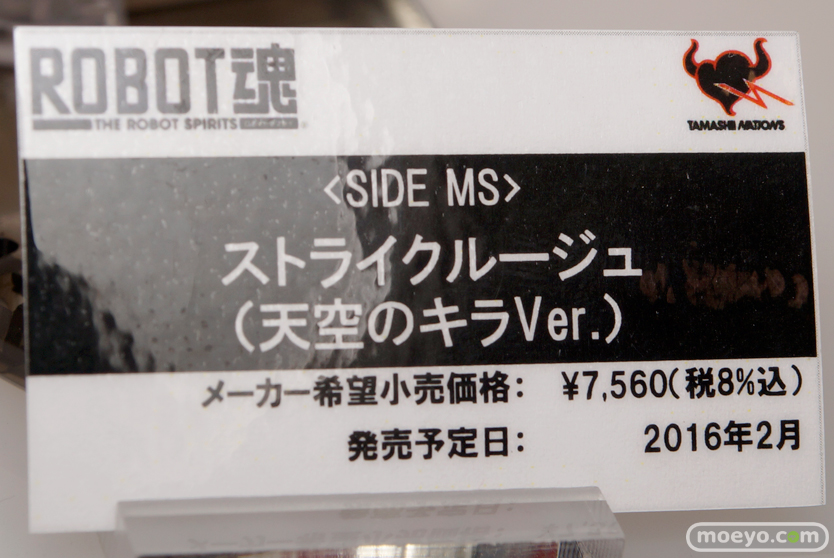 ROBOT魂
THE ROBOT SPIRITS
TAMASHII NATIONS
<SIDE MS>
ストライクルージュ
(天空のキラVer.)
メーカー希望小売価格: ¥7,560(税8%込)
発売予定日: 2016年2月
moeyo.com